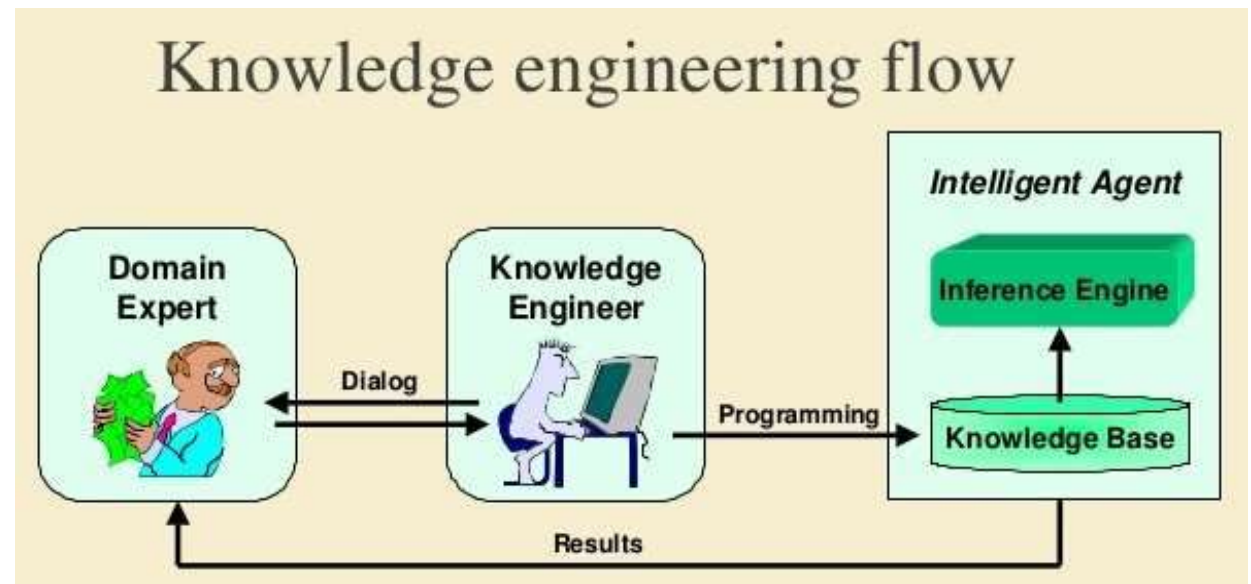 Knowledge engineering flow
Domain
Expert
Dialog
Knowledge
Engineer
Programming
Intelligent Agent
Inference Engine
Knowledge Base
Results